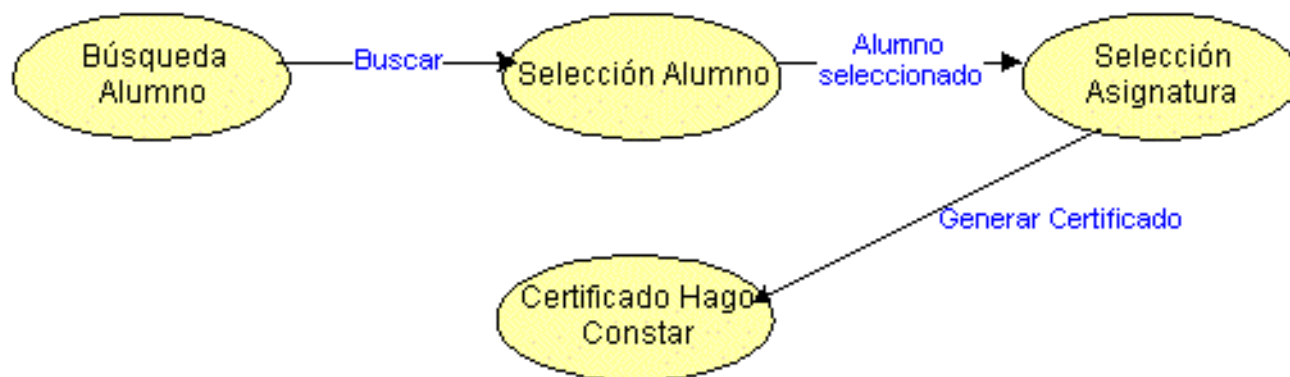 Búsqueda
Alumno
Buscar
Selección Alumno
Alumno
seleccionado
Selección
Asignatura
Generar Certificado
Certificado Hago
Constar